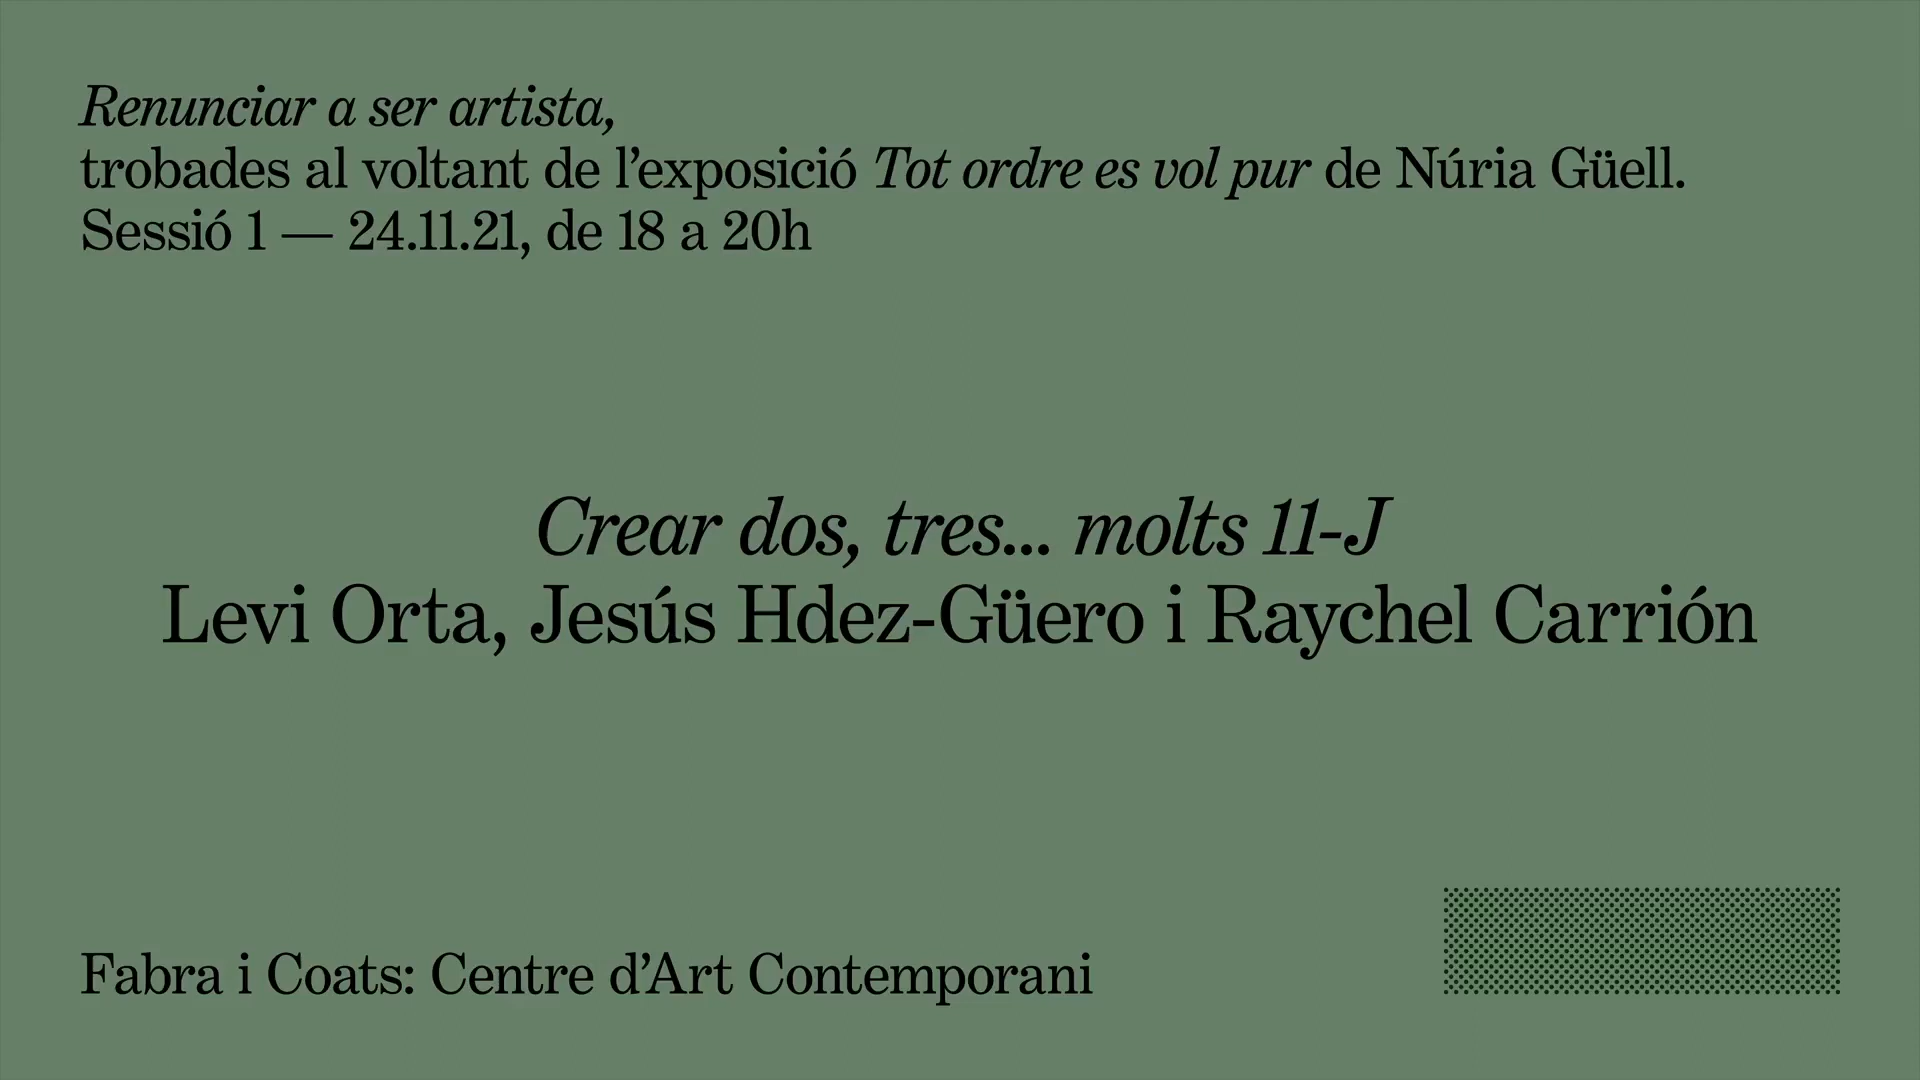 Renunciar a ser artista,
trobades al voltant de l’exposició Tot ordre es vol pur de Núria Güell.
Sessió 1 — 24.11.21, de 18 a 20h
Crear dos, tres... molts 11-J
Levi Orta, Jesús Hdez-Güero i Raychel Carrión
Fabra i Coats: Centre d’Art Contemporani